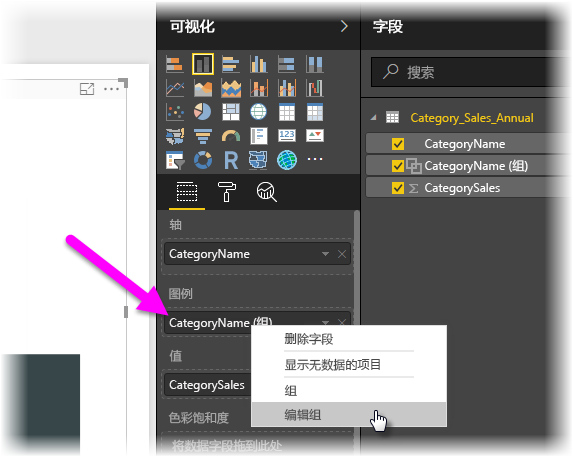 可视化
字段
搜索
Category_Sales_Annual
CategoryName
CategoryName (组)
Σ CategorySales
R
123
轴
CategoryName
图例
CategoryName (组)
值
CategorySales
色彩饱和度
将数据字段拖到此处
删除字段
显示无数据的项目
组
编辑组